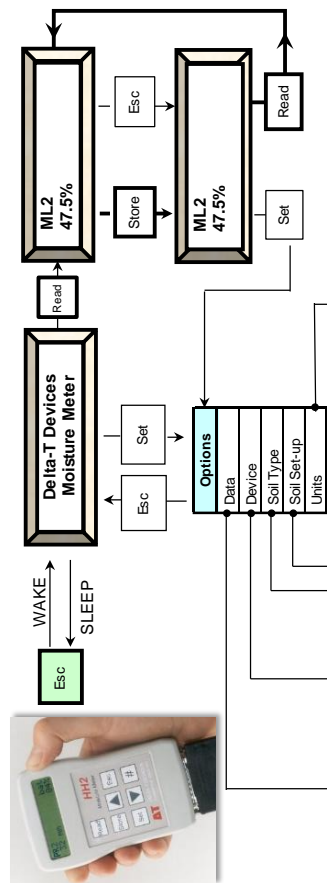 Esc
WAKE
SLEEP
Delta-T Devices
Moisture Meter
Read
ML2
47.5%
Store
Esc
ML2
47.5%
Read
Set
Esc
Set
Options
Data
Device
Soil Type
Soil Set-up
Units
HH2
Read
Store
Set
Esc